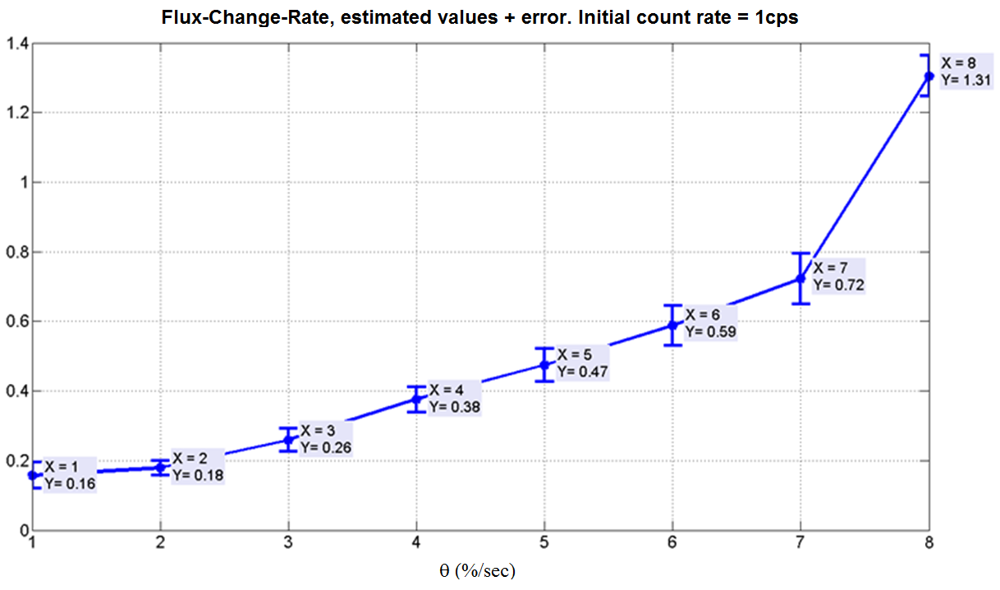 Flux-Change-Rate, estimated values + error. Initial count rate = 1cps
1.4
X = 8
Y= 1.31
1.2
1
0.8
X = 7
Y= 0.72
0.6
X = 6
Y= 0.59
X = 5
Y= 0.47
0.4
X = 4
Y= 0.38
X = 3
Y= 0.26
0.2
X = 2
Y= 0.18
X = 1
Y= 0.16
0
1 2 3 4 5 6 7 8
θ (%/sec)